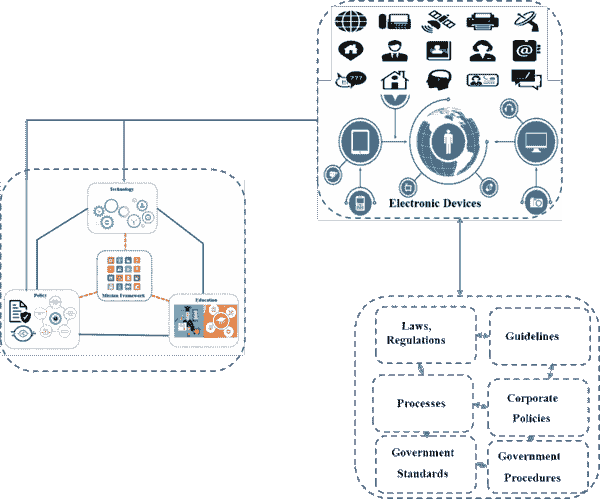 ???
@
Electronic Devices
Technology
Mission Framework
Policy
Education
Laws,
Regulations
Guidelines
Processes
Corporate
Policies
Government
Standards
Government
Procedures